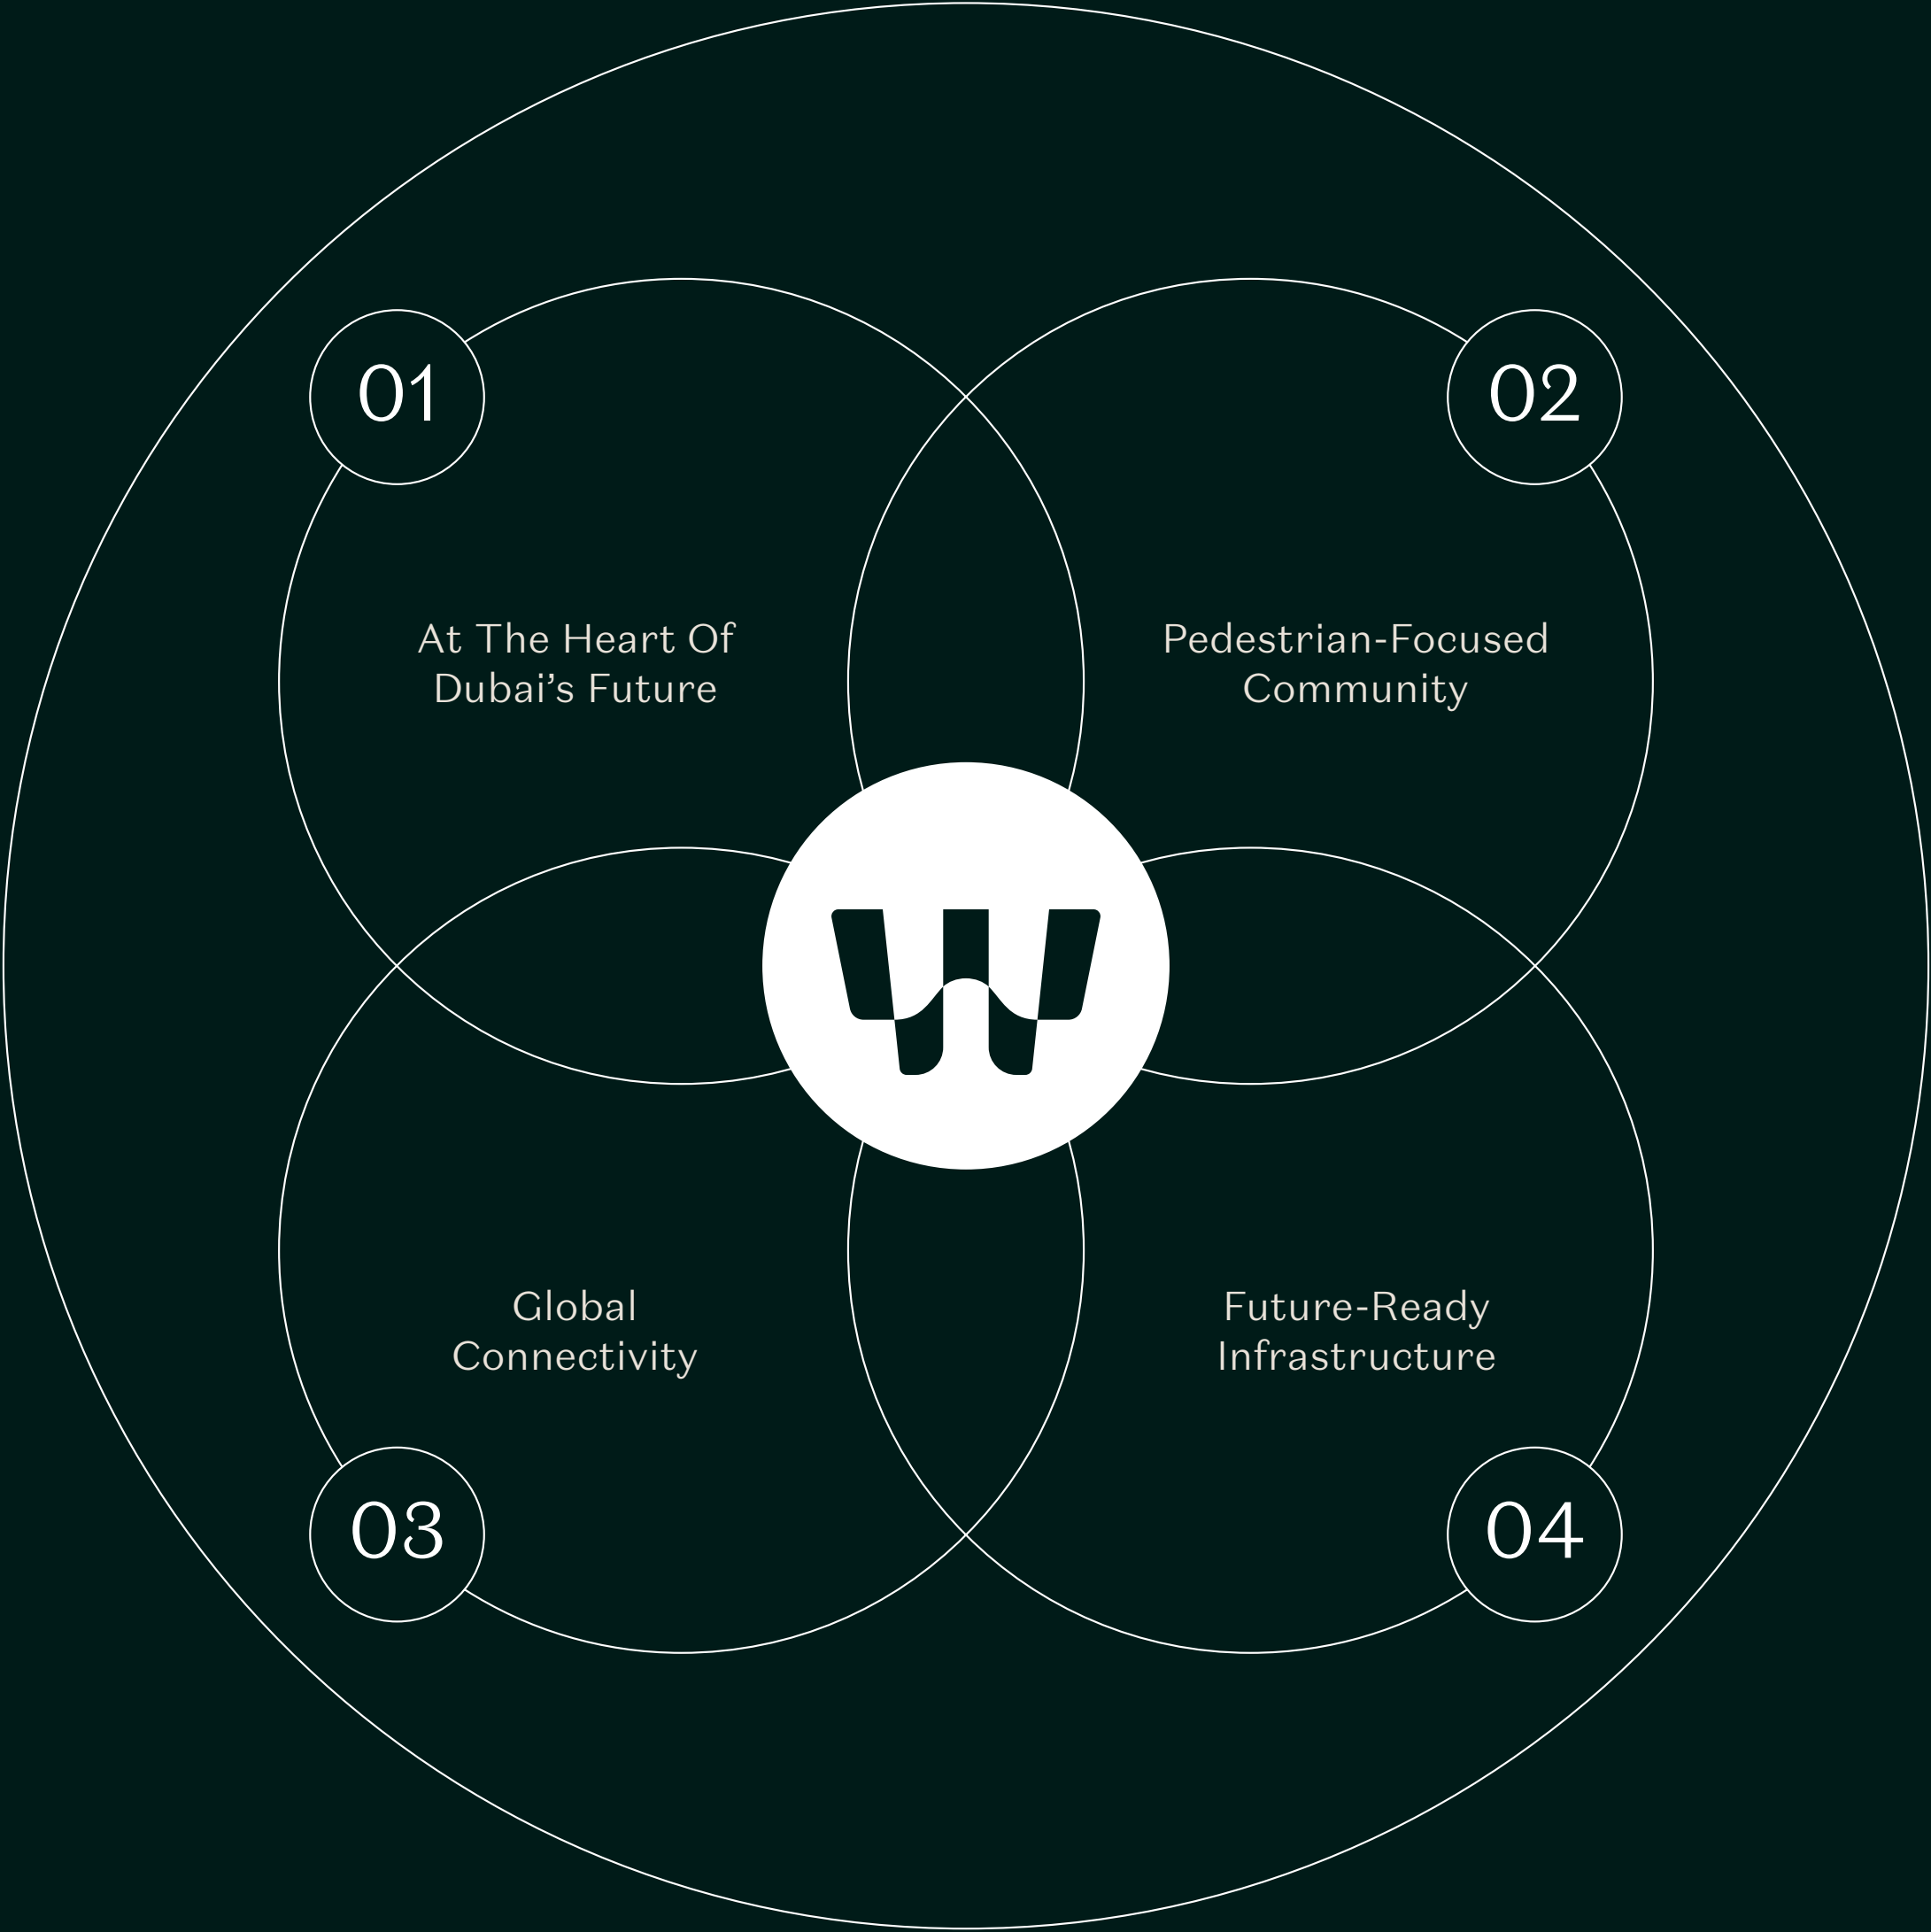 01
02
At The Heart Of
Dubai’s Future
Pedestrian-Focused
Community
W
Global
Connectivity
Future-Ready
Infrastructure
03
04